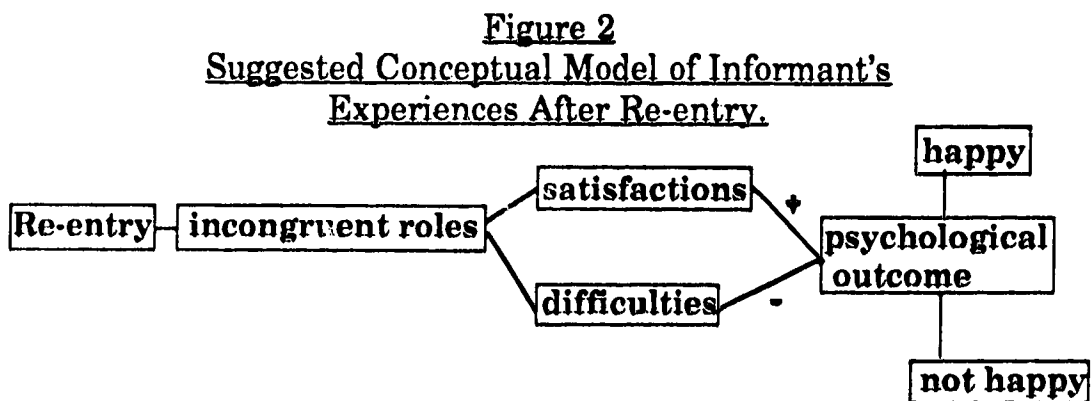 Figure 2
Suggested Conceptual Model of Informant's
Experiences After Re-entry.
happy
satisfactions
+
Re-entry
incongruent roles
psychological
outcome
difficulties
-
not happy